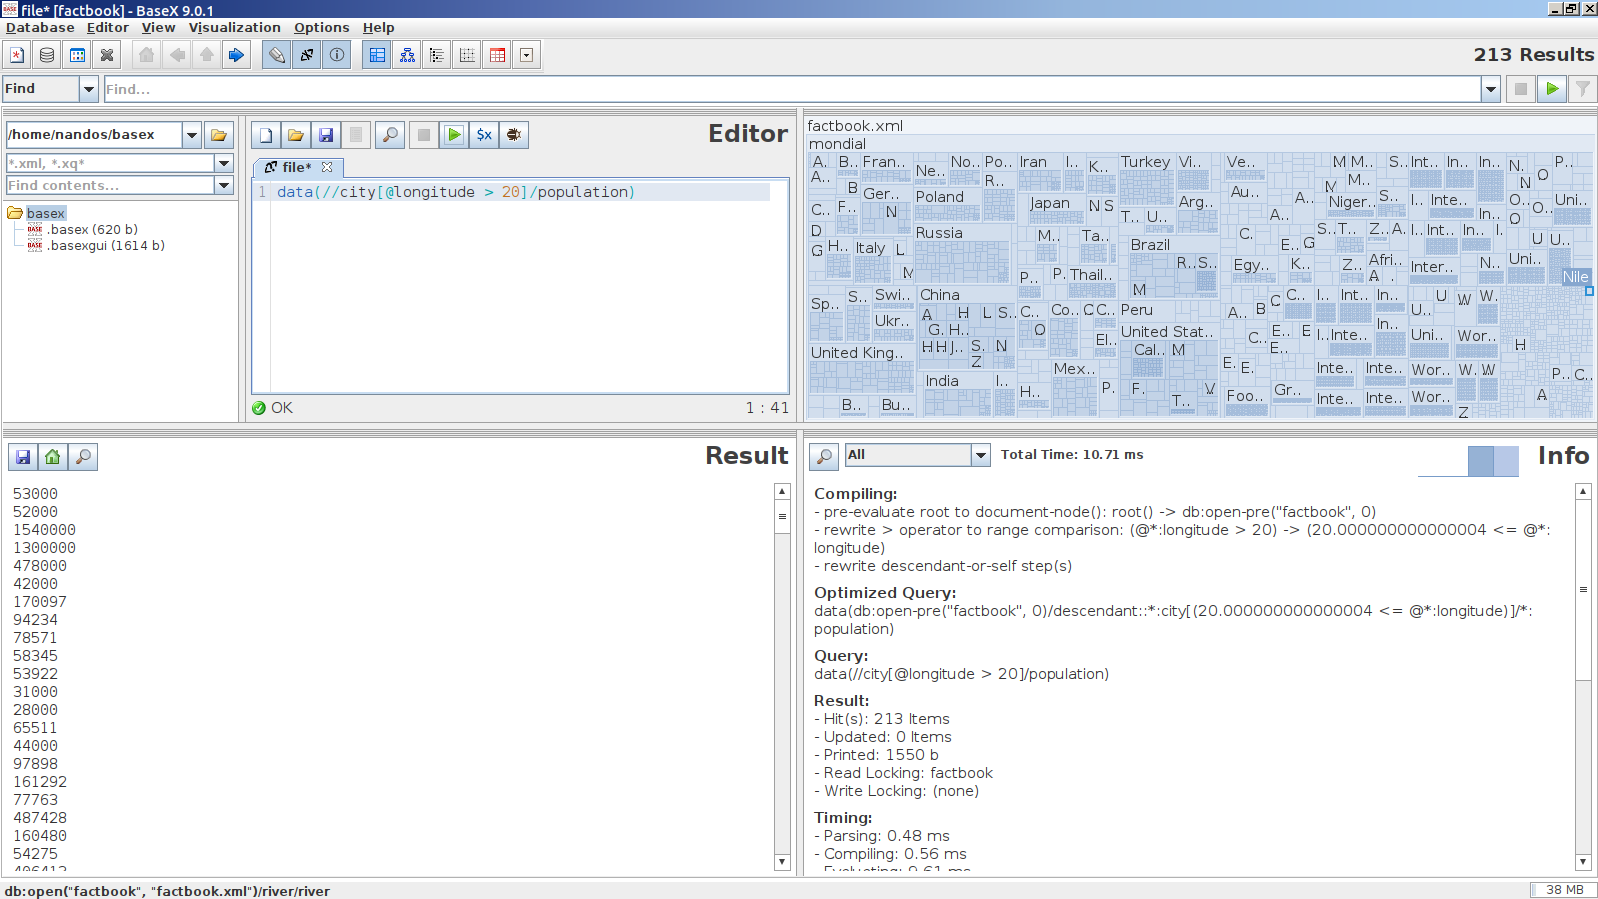 file* [factbook] - BaseX 9.0.1
Database Editor View Visualization Options Help
213 Results
Find Find...
/home/nandos/basex
*.xml, *.xq*
Find contents...
basex
.basex (620 b)
.basexgui (1614 b)
Editor
file*
1 data(//city[@longitude > 20]/population)
OK 1 : 41
factbook.xml
mondial
A. B.. Fran.. No.. Po.. Iran I.. K.. Turkey Vi.. Ve.. M M.. S.. Int.. I.. In.. N.. P..
A.. B Ger.. Ne.. R.. Au.. M M.. N O
C.. F.. N Poland Japan N S Arg.. A.. Niger.. S.. I.. Inte.. In.. O O.. Uni..
D Russia M.. Ta.. T.. U.. C. A.. S.. T.. Z.. A. I.. Int.. In.. I. O
G H.. Italy L Brazil E.. G U U..
M P.. P. Thail.. R.. S.. Egy.. K.. Z.. Afri.. Inter.. N.. Uni.. Nile
M A
Sp.. S.. Swi.. China C.. Co.. C C.. Peru A.. B C C.. I.. Int.. In.. U W W.
Ukr.. A H L S.. O United Stat.. E.. E U..
G. H.. El.. C.. In..
United King.. H H J.. S. N Cal.. M E.. I.. Inte.. Uni.. Wor.. H
Z Mex.. E.. E. Inte.. Inte.. Wor.. W. W P.. C..
India I.. H.. P. F.. V A
B.. Bu.. T.. Foo.. Gr.. Inte.. Inte.. Wor.. Z
Result
53000
52000
1540000
1300000
478000
42000
170097
94234
78571
58345
53922
31000
28000
65511
44000
97898
161292
77763
487428
160480
54275
406412
All Total Time: 10.71 ms Info
Compiling:
- pre-evaluate root to document-node(): root() -> db:open-pre("factbook", 0)
- rewrite > operator to range comparison: (@*:longitude > 20) -> (20.000000000000004 <= @*:
longitude)
- rewrite descendant-or-self step(s)
Optimized Query:
data(db:open-pre("factbook", 0)/descendant::*:city[(20.000000000000004 <= @*:longitude)]/*:
population)
Query:
data(//city[@longitude > 20]/population)
Result:
- Hit(s): 213 Items
- Updated: 0 Items
- Printed: 1550 b
- Read Locking: factbook
- Write Locking: (none)
Timing:
- Parsing: 0.48 ms
- Compiling: 0.56 ms
- Evaluating: 9.61 ms
db:open("factbook", "factbook.xml")/river/river
38 MB